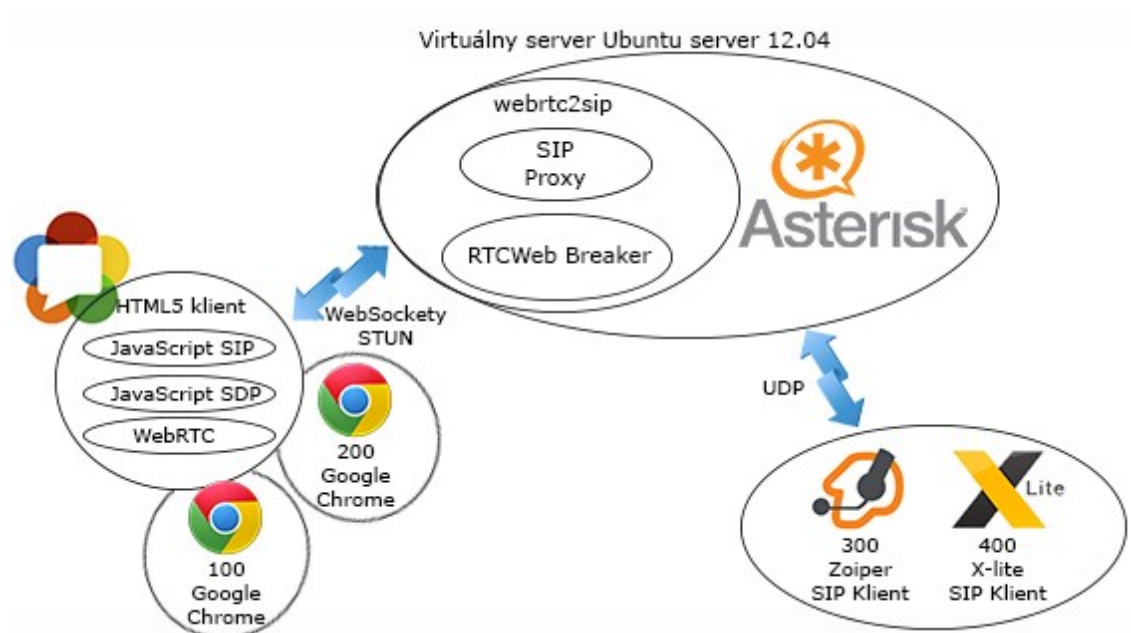 Virtuálny server Ubuntu server 12.04
webrtc2sip
SIP
Proxy
RTCWeb Breaker
Asterisk
HTML5 klient
JavaScript SIP
JavaScript SDP
WebRTC
WebSockety
STUN
200
Google
Chrome
100
Google
Chrome
UDP
Lite
300
Zoiper
SIP Klient
400
X-lite
SIP Klient